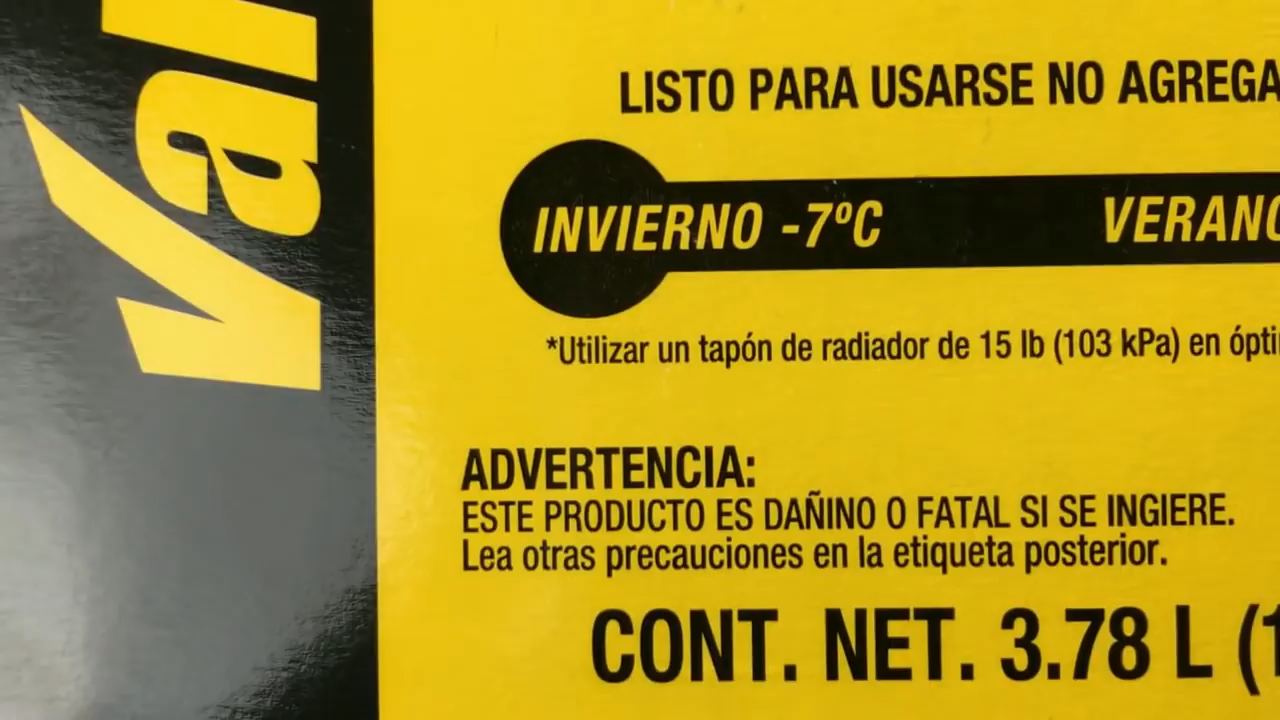 LISTO PARA USARSE NO AGREGA
INVIERNO -7ºC VERANO
*Utilizar un tapón de radiador de 15 lb (103 kPa) en ópti
ADVERTENCIA:
ESTE PRODUCTO ES DAÑINO O FATAL SI SE INGIERE.
Lea otras precauciones en la etiqueta posterior.
CONT. NET. 3.78 L (1